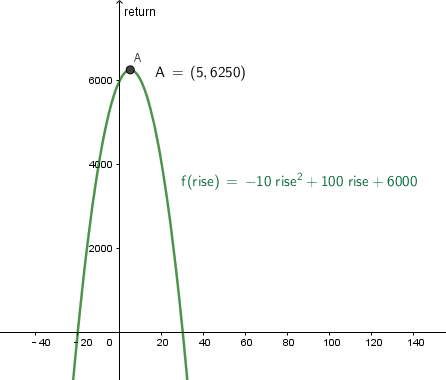 return
A
A = (5, 6250)
6000
f(rise) = −10 rise² + 100 rise + 6000
4000
2000
−40 −20 0 20 40 60 80 100 120 140